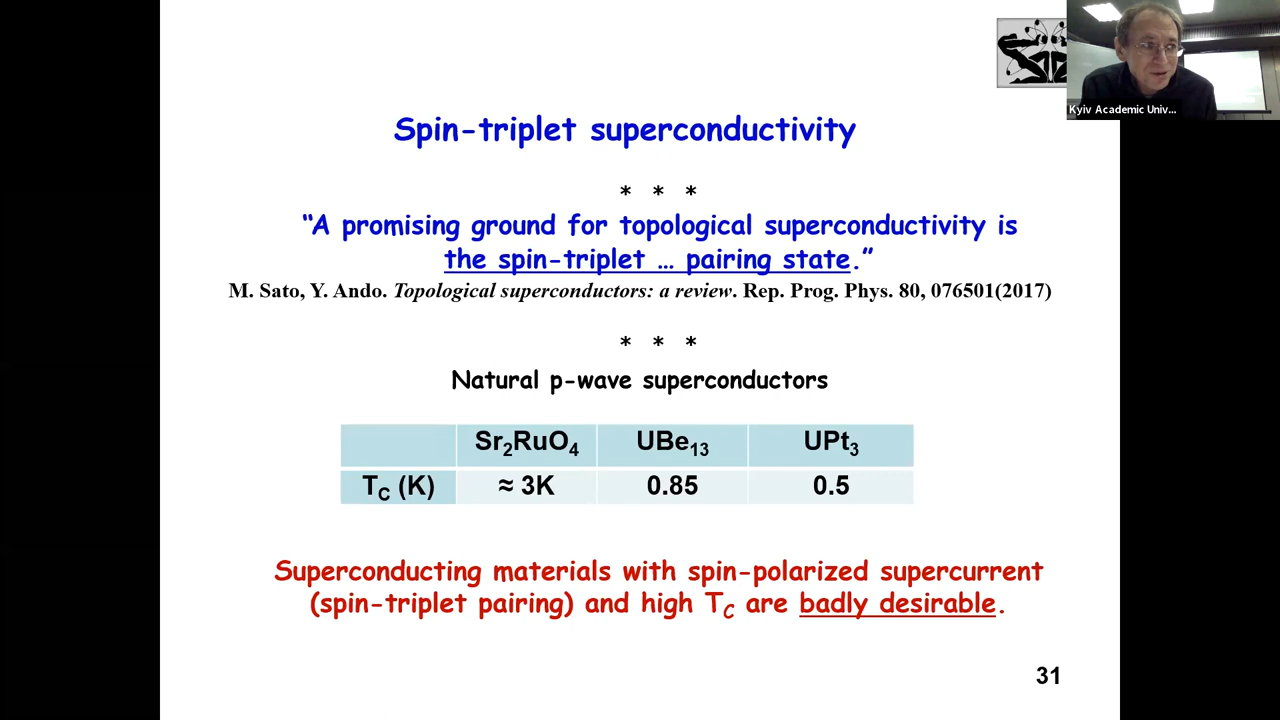 Kyiv Academic Univ...
Spin-triplet superconductivity
* * *
“A promising ground for topological superconductivity is
the spin-triplet … pairing state.”
M. Sato, Y. Ando. Topological superconductors: a review. Rep. Prog. Phys. 80, 076501(2017)
* * *
Natural p-wave superconductors
Sr₂RuO₄ UBe₁₃ UPt₃
T_C (K) ≈ 3K 0.85 0.5
Superconducting materials with spin-polarized supercurrent
(spin-triplet pairing) and high T_C are badly desirable.
31